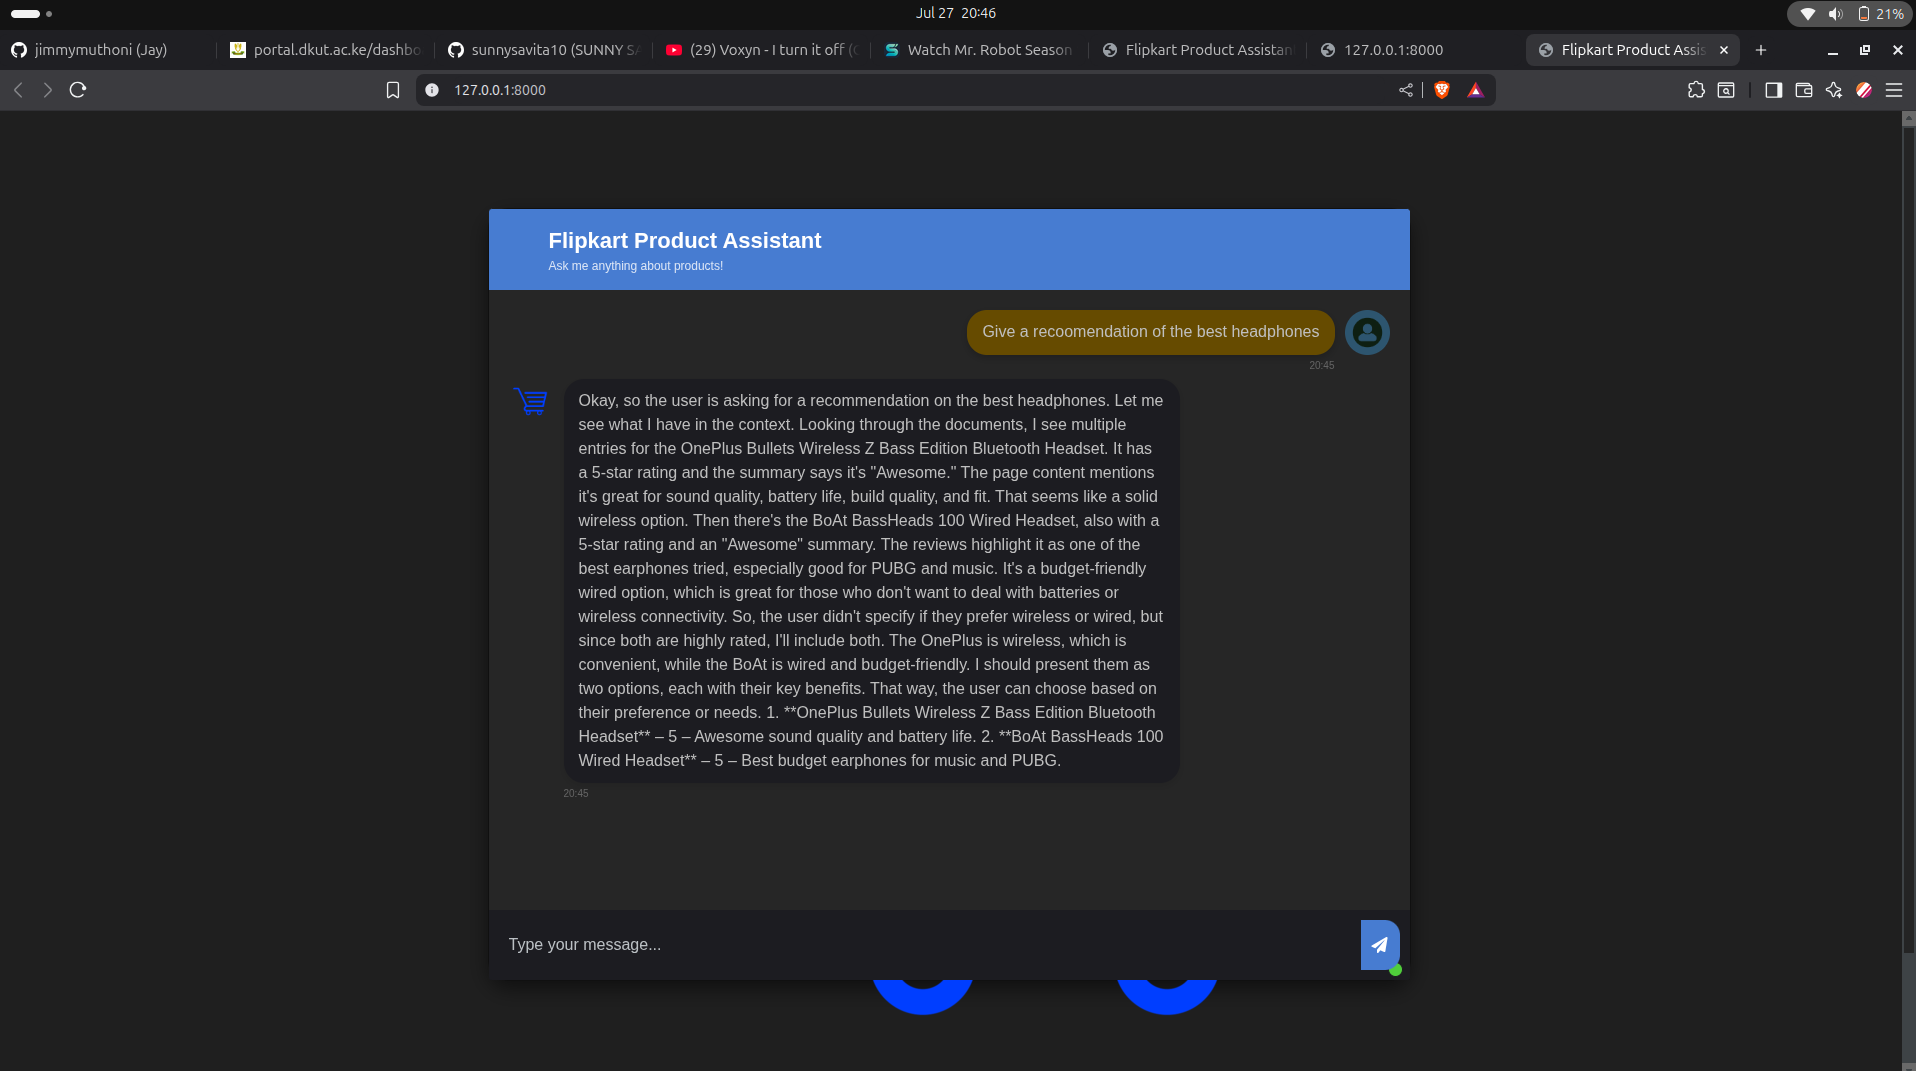 Jul 27 20:46
21%
jimmymuthoni (Jay)
portal.dkut.ac.ke/dashbo
sunnysavita10 (SUNNY SA
(29) Voxyn - I turn it off (
Watch Mr. Robot Season
Flipkart Product Assistan
127.0.0.1:8000
Flipkart Product Assis
127.0.0.1:8000
Flipkart Product Assistant
Ask me anything about products!
Give a recoomendation of the best headphones
20:45
Okay, so the user is asking for a recommendation on the best headphones. Let me
see what I have in the context. Looking through the documents, I see multiple
entries for the OnePlus Bullets Wireless Z Bass Edition Bluetooth Headset. It has
a 5-star rating and the summary says it's "Awesome." The page content mentions
it's great for sound quality, battery life, build quality, and fit. That seems like a solid
wireless option. Then there's the BoAt BassHeads 100 Wired Headset, also with a
5-star rating and an "Awesome" summary. The reviews highlight it as one of the
best earphones tried, especially good for PUBG and music. It's a budget-friendly
wired option, which is great for those who don't want to deal with batteries or
wireless connectivity. So, the user didn't specify if they prefer wireless or wired, but
since both are highly rated, I'll include both. The OnePlus is wireless, which is
convenient, while the BoAt is wired and budget-friendly. I should present them as
two options, each with their key benefits. That way, the user can choose based on
their preference or needs. 1. **OnePlus Bullets Wireless Z Bass Edition Bluetooth
Headset** – 5 – Awesome sound quality and battery life. 2. **BoAt BassHeads 100
Wired Headset** – 5 – Best budget earphones for music and PUBG.
20:45
Type your message...